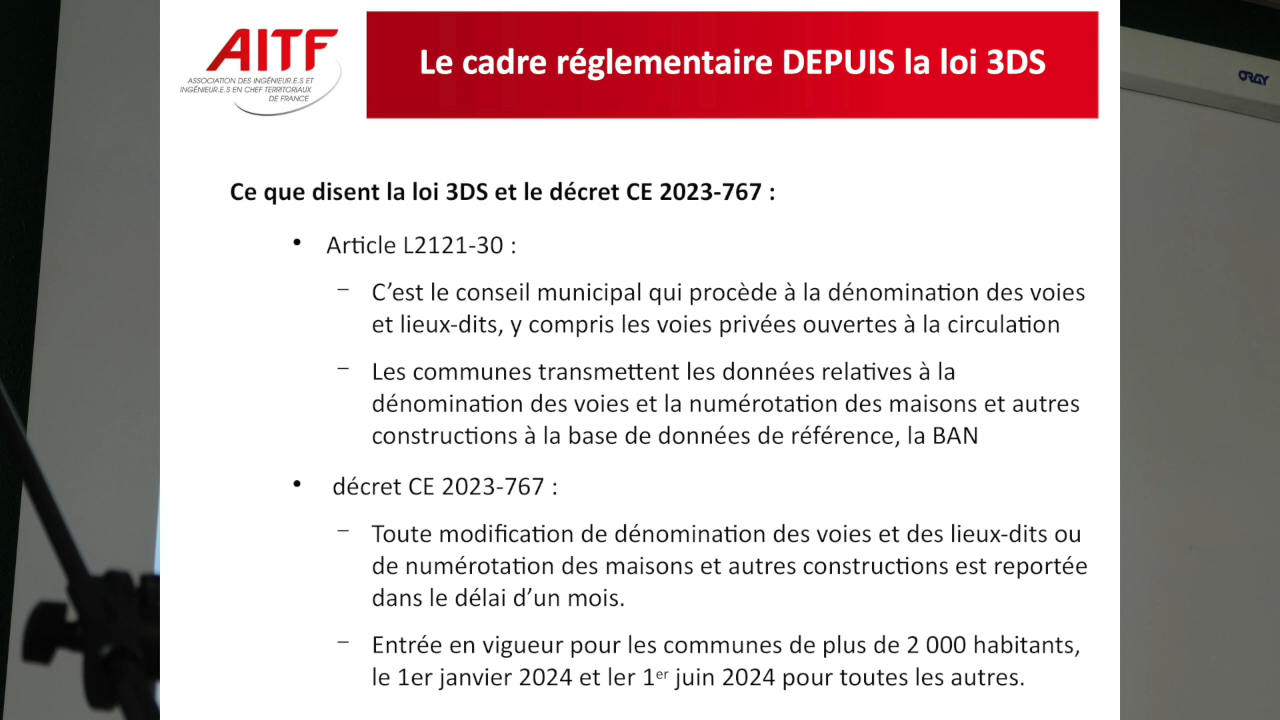 AITF
ASSOCIATION DES INGÉNIEUR.E.S ET
INGÉNIEUR.E.S EN CHEF TERRITORIAUX
DE FRANCE
Le cadre réglementaire DEPUIS la loi 3DS
ORAY
Ce que disent la loi 3DS et le décret CE 2023-767 :
• Article L2121-30 :
– C’est le conseil municipal qui procède à la dénomination des voies
et lieux-dits, y compris les voies privées ouvertes à la circulation
– Les communes transmettent les données relatives à la
dénomination des voies et la numérotation des maisons et autres
constructions à la base de données de référence, la BAN
• décret CE 2023-767 :
– Toute modification de dénomination des voies et des lieux-dits ou
de numérotation des maisons et autres constructions est reportée
dans le délai d’un mois.
– Entrée en vigueur pour les communes de plus de 2 000 habitants,
le 1er janvier 2024 et ler 1er juin 2024 pour toutes les autres.